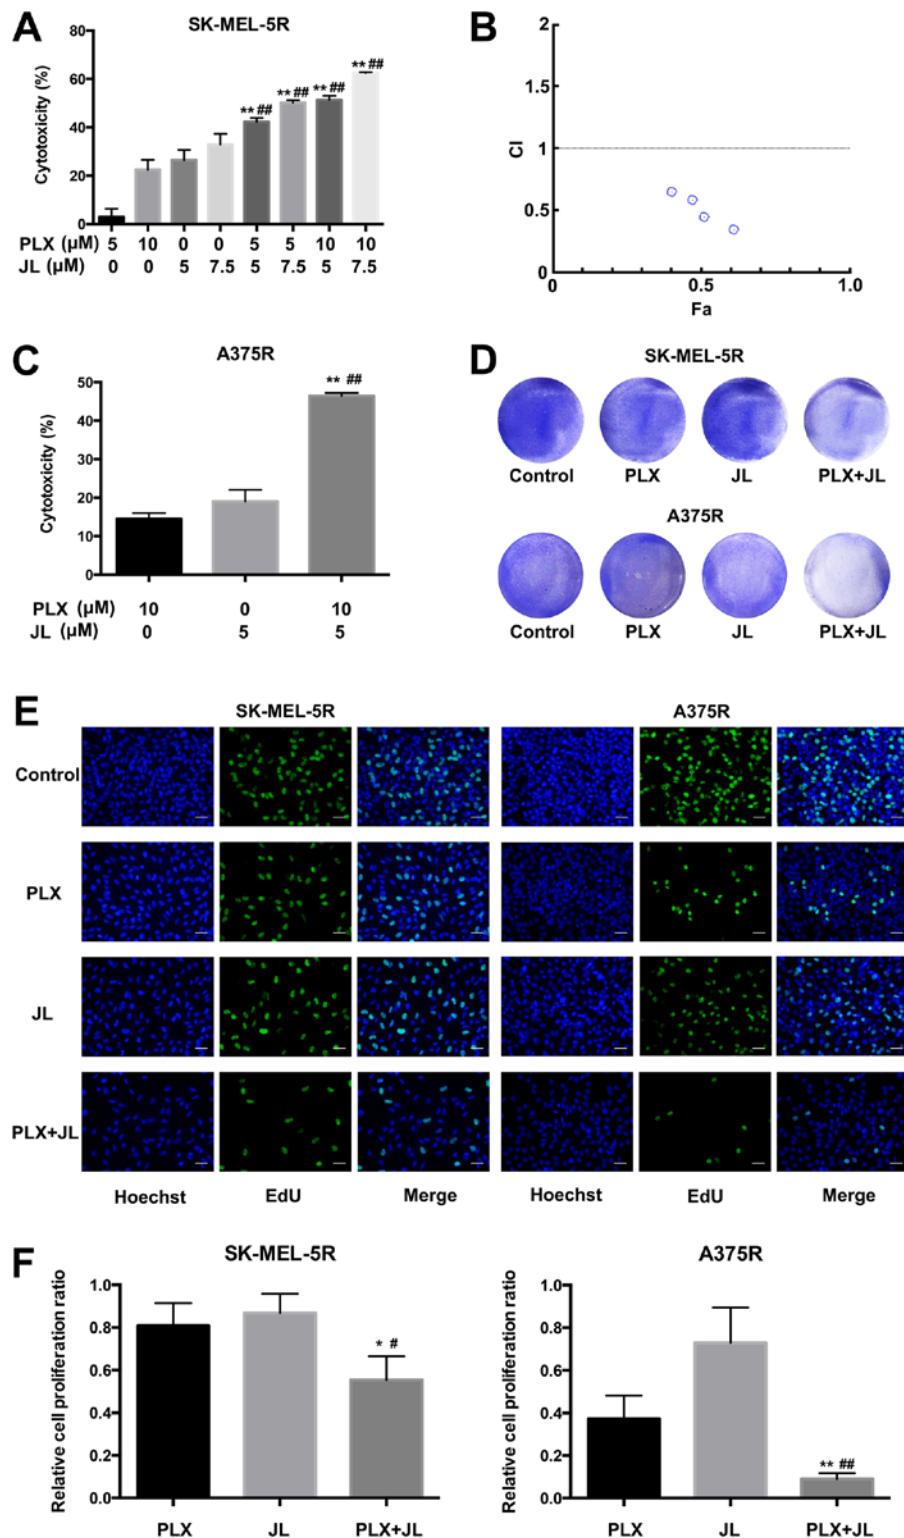 A
SK-MEL-5R
Cytotoxicity (%)
80
60
40
20
0
** ##
** ##
** ##
** ##
PLX (μM) 5 10 0 0 5 5 10 10
JL (μM) 0 0 5 7.5 5 7.5 5 7.5
B
CI
2
1.5
1
0.5
0
0 0.5 1.0
Fa
C
A375R
Cytotoxicity (%)
50
40
30
20
10
0
** ##
PLX (μM) 10 0 10
JL (μM) 0 5 5
D
SK-MEL-5R
Control PLX JL PLX+JL
A375R
Control PLX JL PLX+JL
E
SK-MEL-5R A375R
Control
PLX
JL
PLX+JL
Hoechst EdU Merge Hoechst EdU Merge
F
SK-MEL-5R
Relative cell proliferation ratio
1.0
0.8
0.6
0.4
0.2
0.0
* #
PLX JL PLX+JL
A375R
Relative cell proliferation ratio
1.0
0.8
0.6
0.4
0.2
0.0
** ##
PLX JL PLX+JL